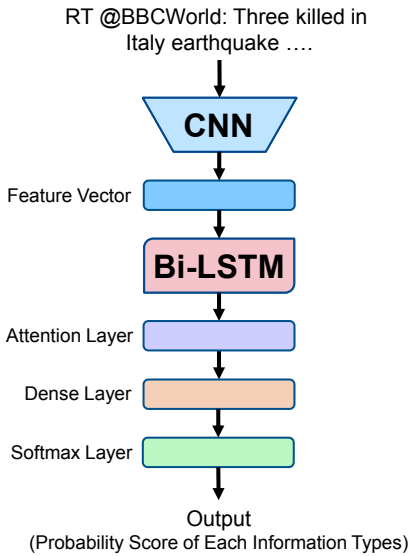 RT @BBCWorld: Three killed in
Italy earthquake ….
CNN
Feature Vector
Bi-LSTM
Attention Layer
Dense Layer
Softmax Layer
Output
(Probability Score of Each Information Types)